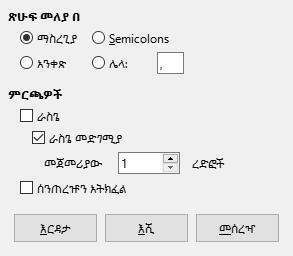 ጽሁፍ መለያ በ
ማስረጊያ Semicolons
አንቀጽ ሌላ: ,
ምርጫዎች
ራስጌ
ራስጌ መድገሚያ
መጀመሪያው 1 ረድፎች
ሰንጠረዡን አትክፈል
እርዳታ እሺ መሰረዣ